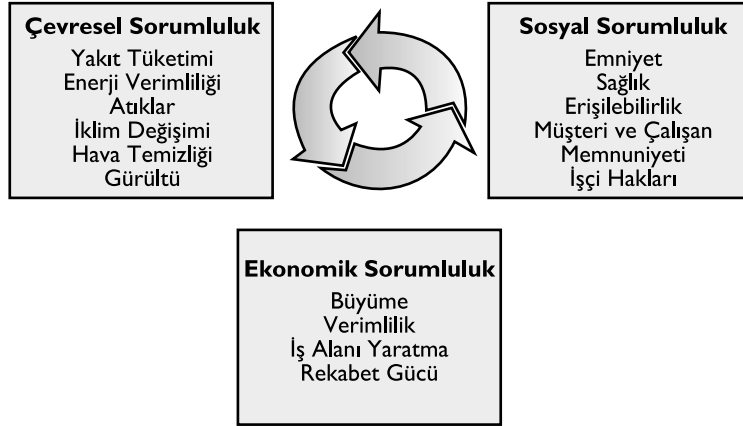 Çevresel Sorumluluk
Yakıt Tüketimi
Enerji Verimliliği
Atıklar
İklim Değişimi
Hava Temizliği
Gürültü
Sosyal Sorumluluk
Emniyet
Sağlık
Erişilebilirlik
Müşteri ve Çalışan
Memnuniyeti
İşçi Hakları
Ekonomik Sorumluluk
Büyüme
Verimlilik
İş Alanı Yaratma
Rekabet Gücü